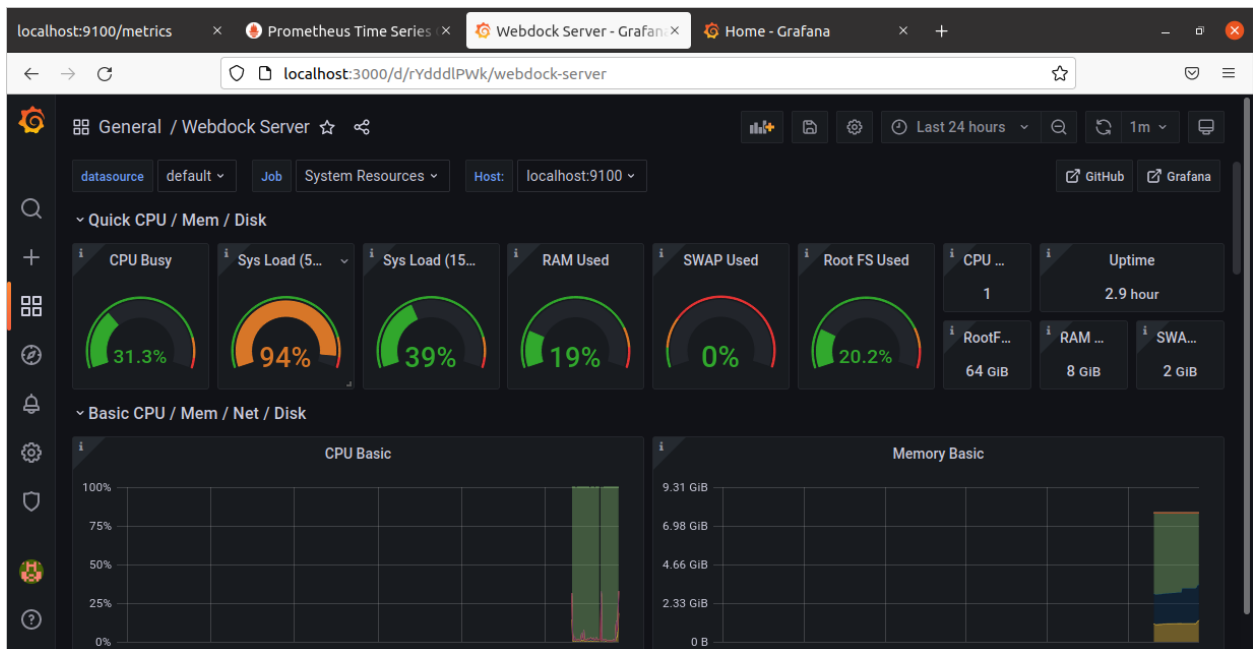 localhost:9100/metrics
Prometheus Time Series
Webdock Server - Grafana
Home - Grafana
localhost:3000/d/rYdddlPWk/webdock-server
General / Webdock Server
Last 24 hours
1m
datasource default Job System Resources Host: localhost:9100 GitHub Grafana
Quick CPU / Mem / Disk
i CPU Busy
31.3%
i Sys Load (5...
94%
i Sys Load (15...
39%
i RAM Used
19%
i SWAP Used
0%
i Root FS Used
20.2%
i CPU ...
1
i Uptime
2.9 hour
i RootF...
64 GiB
i RAM ...
8 GiB
i SWA...
2 GiB
Basic CPU / Mem / Net / Disk
i CPU Basic
100%
75%
50%
25%
0%
i Memory Basic
9.31 GiB
6.98 GiB
4.66 GiB
2.33 GiB
0 B